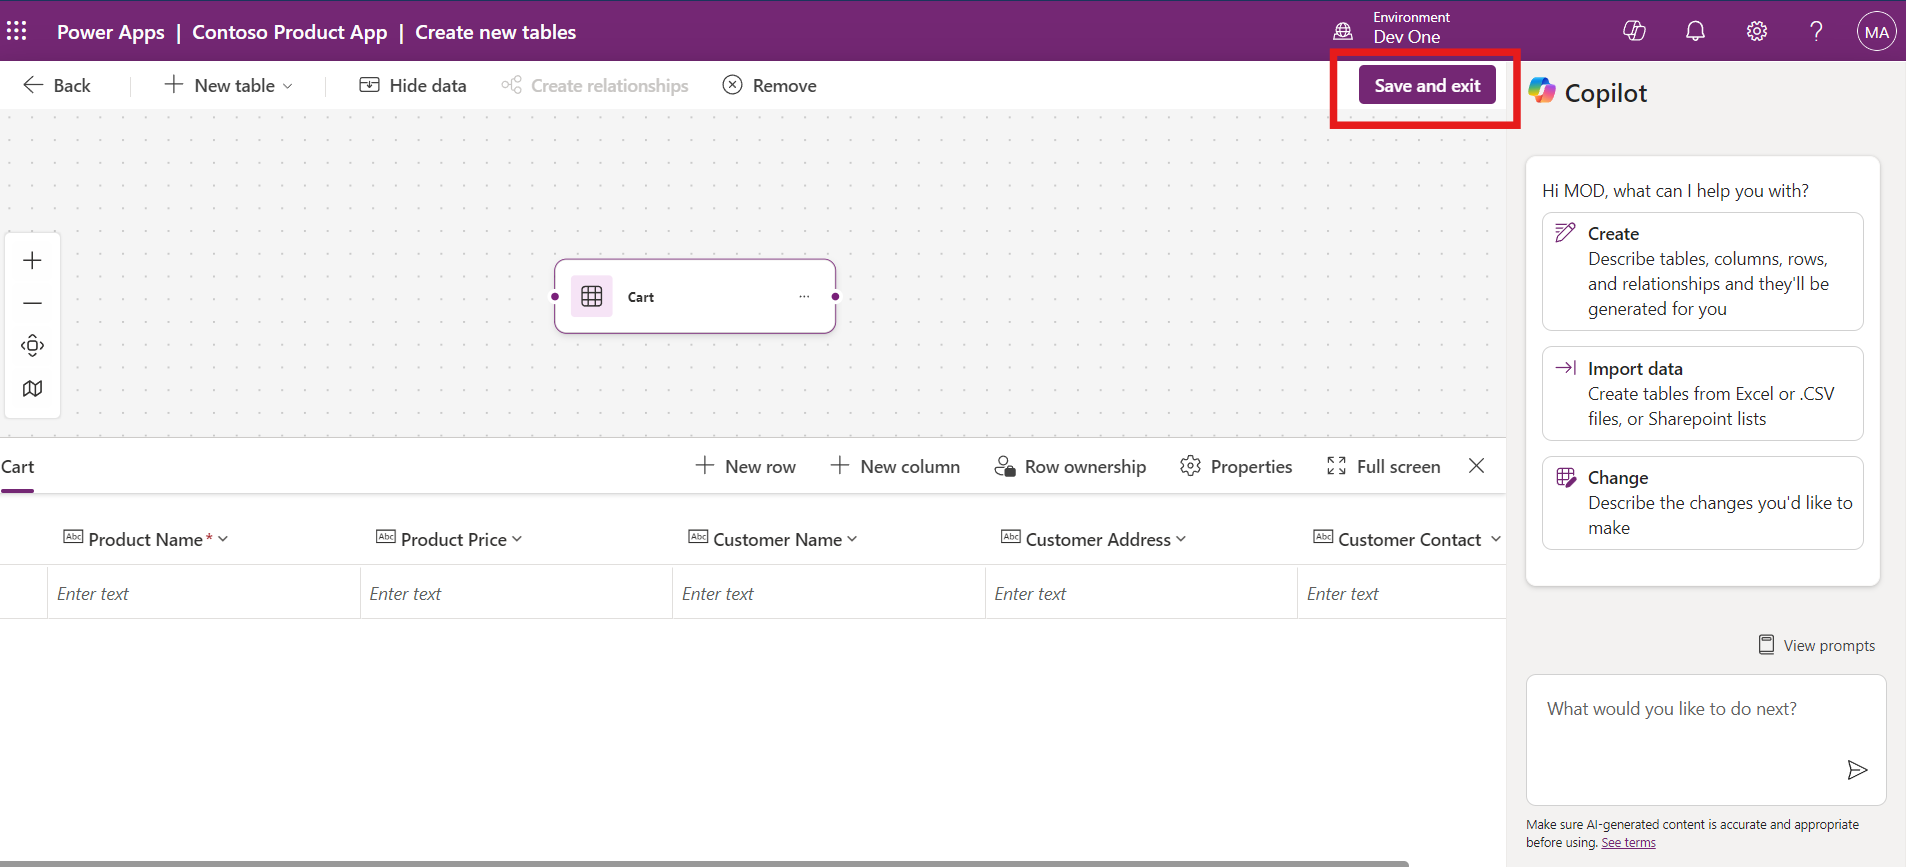 Power Apps | Contoso Product App | Create new tables
Environment
Dev One
MA
Back
New table
Hide data
Create relationships
Remove
Save and exit
Copilot
Cart
Hi MOD, what can I help you with?
Create
Describe tables, columns, rows,
and relationships and they'll be
generated for you
Import data
Create tables from Excel or .CSV
files, or Sharepoint lists
Change
Describe the changes you'd like to
make
Cart
New row
New column
Row ownership
Properties
Full screen
Abc Product Name *
Abc Product Price
Abc Customer Name
Abc Customer Address
Abc Customer Contact
Enter text
Enter text
Enter text
Enter text
Enter text
View prompts
What would you like to do next?
Make sure AI-generated content is accurate and appropriate
before using. See terms